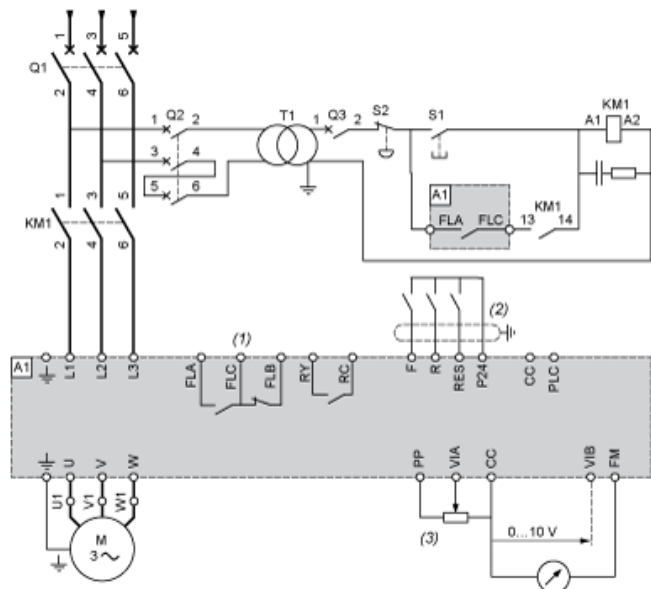 1 3 5
Q1
2 4 6
1 Q2 2
3 4
5 6
T1
1 Q3 2
S2
S1
KM1
A1 A2
A1
FLA FLC
KM1
13 14
1 3 5
KM1
2 4 6
(1)
(2)
A1
L1 L2 L3
FLA FLC FLB RY RC
F R RES P24 CC PLC
U V W
PP VIA CC VIB FM
U1 V1 W1
M
3
(3)
0...10 V